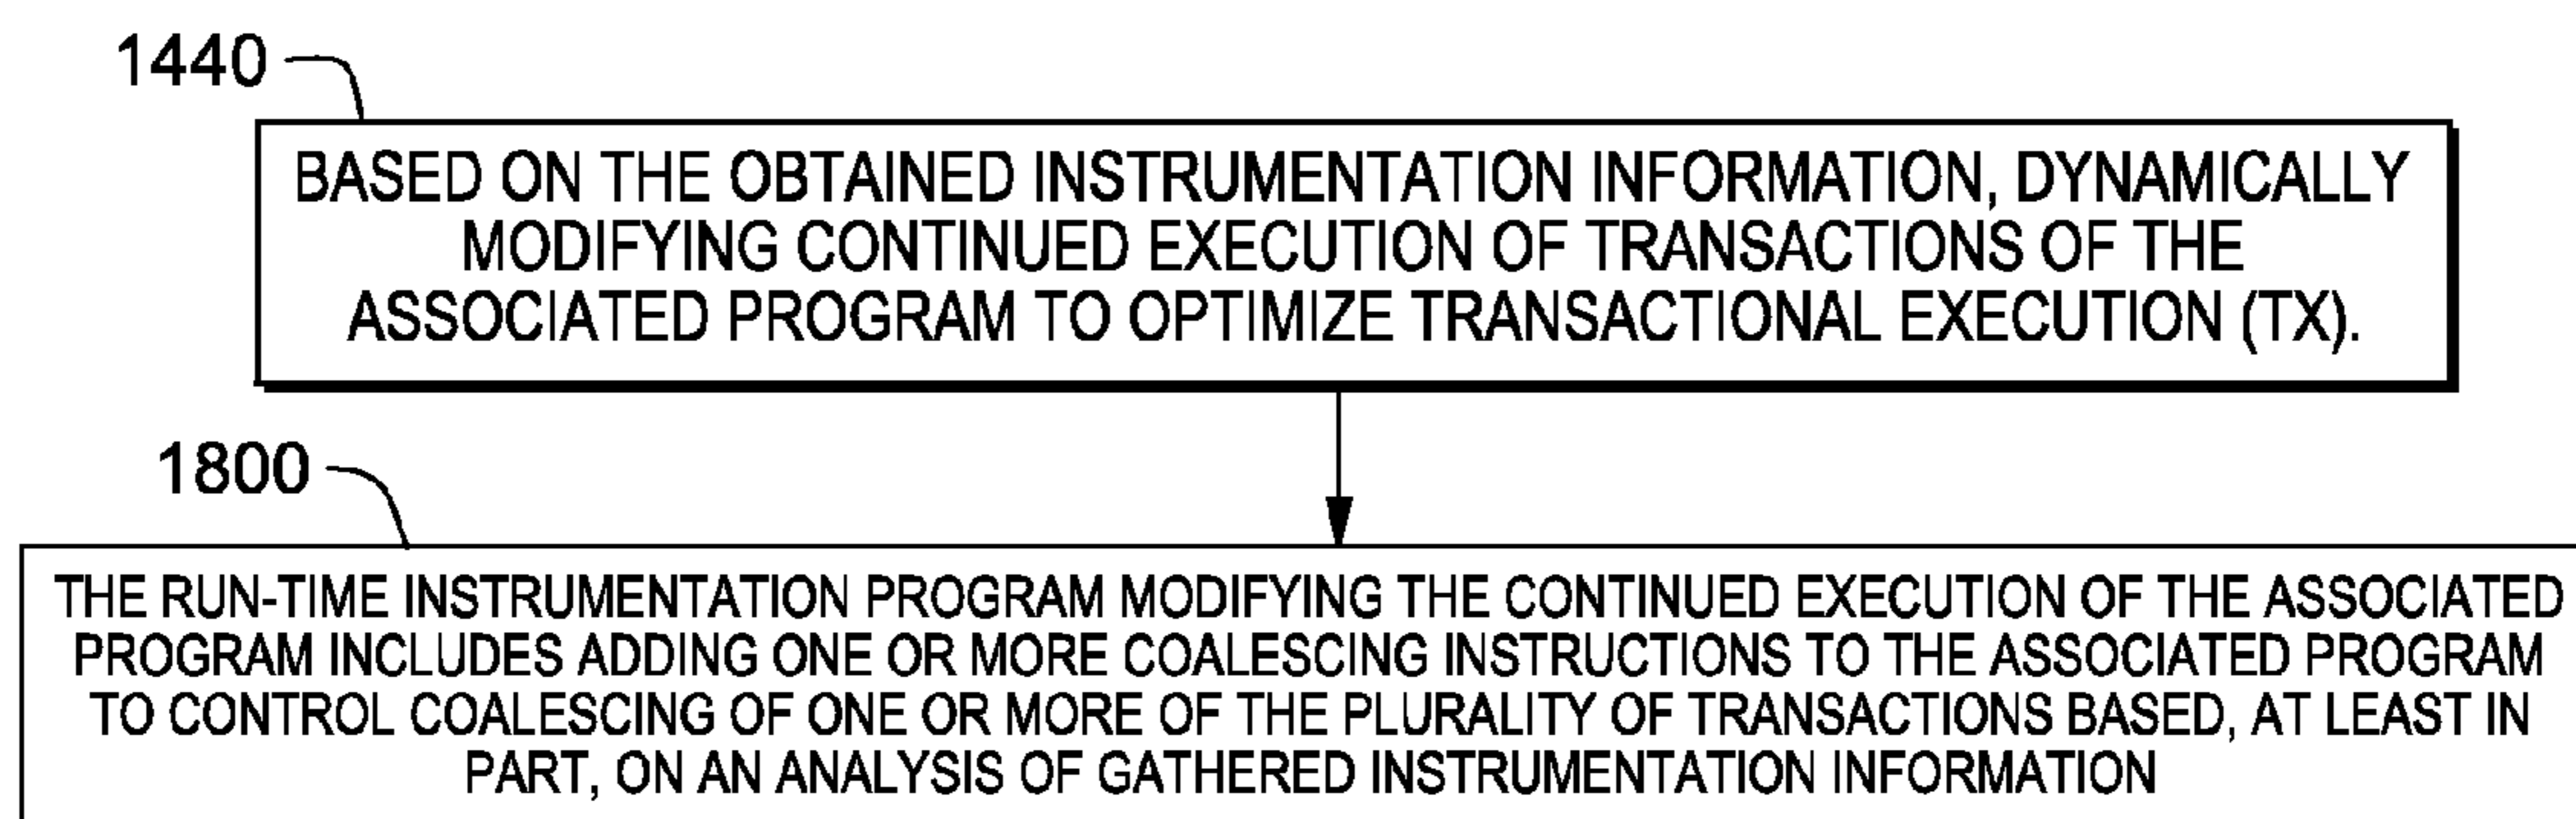 1440
BASED ON THE OBTAINED INSTRUMENTATION INFORMATION, DYNAMICALLY
MODIFYING CONTINUED EXECUTION OF TRANSACTIONS OF THE
ASSOCIATED PROGRAM TO OPTIMIZE TRANSACTIONAL EXECUTION (TX).
1800
THE RUN-TIME INSTRUMENTATION PROGRAM MODIFYING THE CONTINUED EXECUTION OF THE ASSOCIATED
PROGRAM INCLUDES ADDING ONE OR MORE COALESCING INSTRUCTIONS TO THE ASSOCIATED PROGRAM
TO CONTROL COALESCING OF ONE OR MORE OF THE PLURALITY OF TRANSACTIONS BASED, AT LEAST IN
PART, ON AN ANALYSIS OF GATHERED INSTRUMENTATION INFORMATION